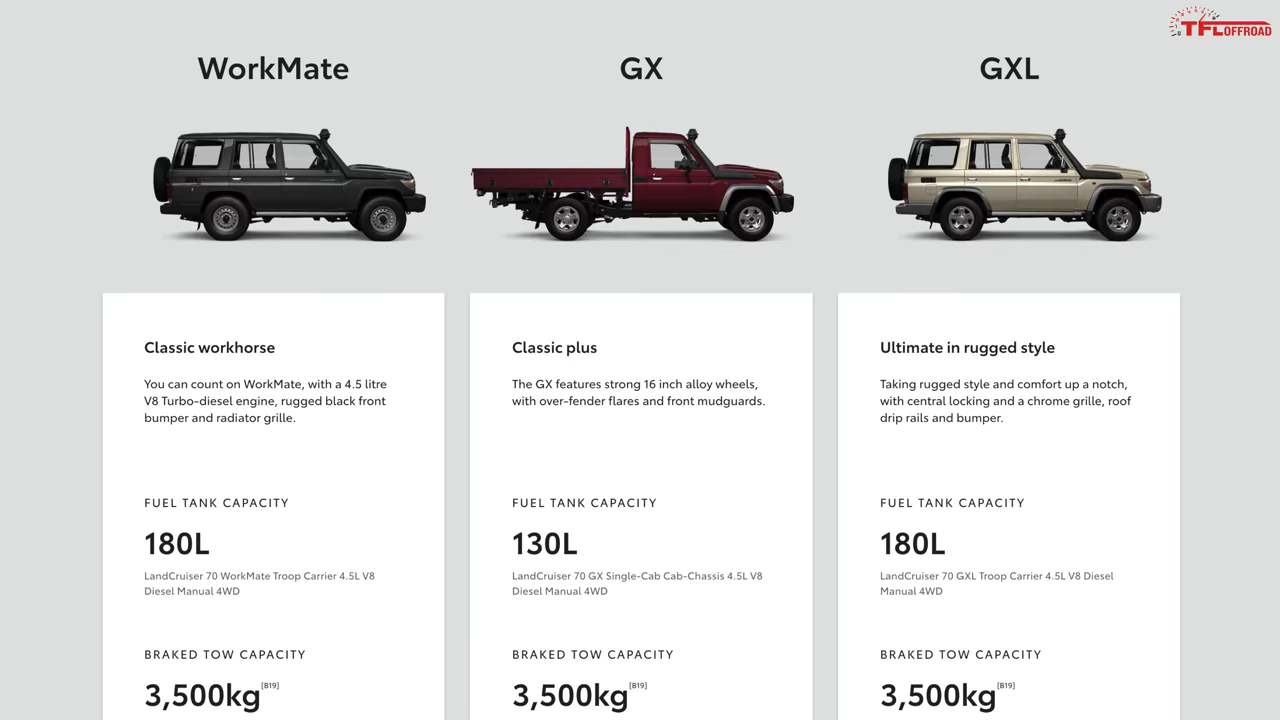 TFLOFFROAD
WorkMate
GX
GXL
Classic workhorse
You can count on WorkMate, with a 4.5 litre
V8 Turbo-diesel engine, rugged black front
bumper and radiator grille.
FUEL TANK CAPACITY
180L
LandCruiser 70 WorkMate Troop Carrier 4.5L V8
Diesel Manual 4WD
BRAKED TOW CAPACITY
3,500kg[B19]
Classic plus
The GX features strong 16 inch alloy wheels,
with over-fender flares and front mudguards.
FUEL TANK CAPACITY
130L
LandCruiser 70 GX Single-Cab Cab-Chassis 4.5L V8
Diesel Manual 4WD
BRAKED TOW CAPACITY
3,500kg[B19]
Ultimate in rugged style
Taking rugged style and comfort up a notch,
with central locking and a chrome grille, roof
drip rails and bumper.
FUEL TANK CAPACITY
180L
LandCruiser 70 GXL Troop Carrier 4.5L V8 Diesel
Manual 4WD
BRAKED TOW CAPACITY
3,500kg[B19]